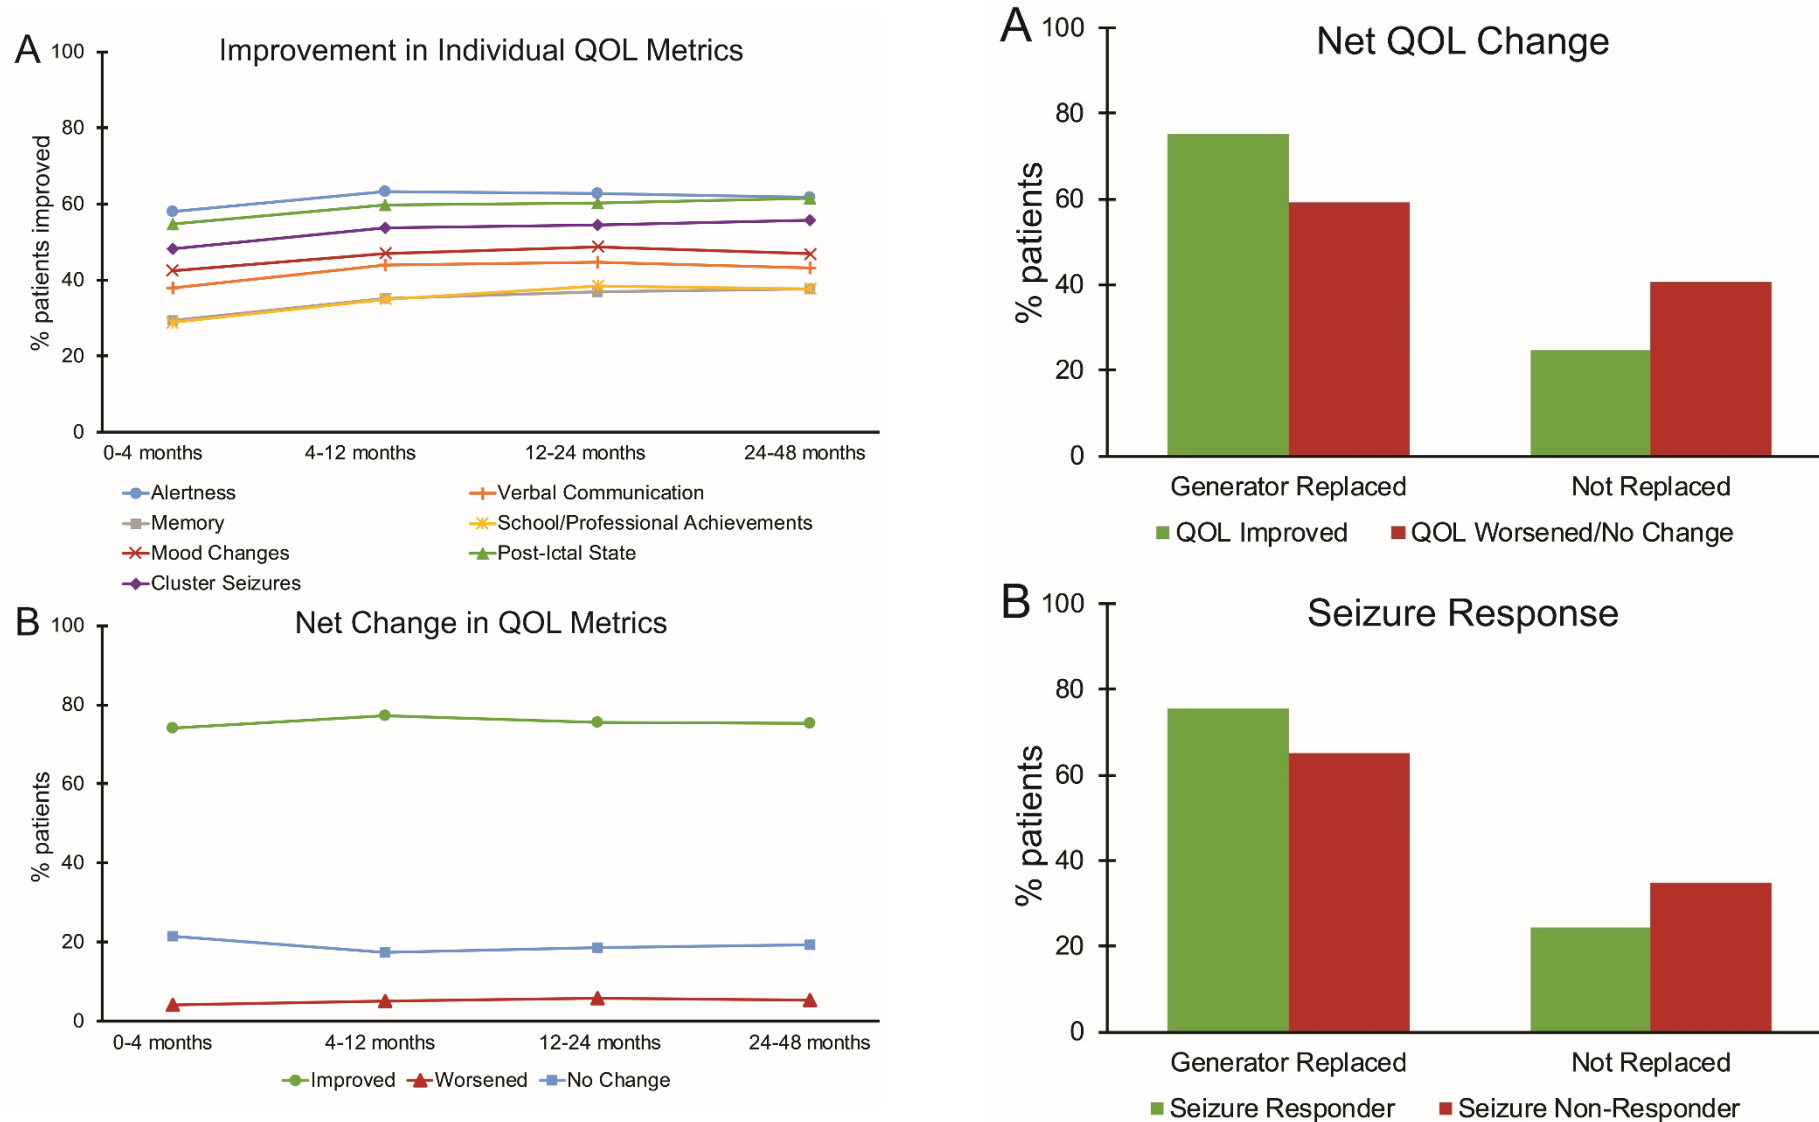 A
Improvement in Individual QOL Metrics
100
80
60
40
20
0
% patients improved
0-4 months 4-12 months 12-24 months 24-48 months
Alertness Verbal Communication
Memory School/Professional Achievements
Mood Changes Post-Ictal State
Cluster Seizures
B
Net Change in QOL Metrics
100
80
60
40
20
0
% patients
0-4 months 4-12 months 12-24 months 24-48 months
Improved Worsened No Change
A
Net QOL Change
100
80
60
40
20
0
% patients
Generator Replaced Not Replaced
QOL Improved QOL Worsened/No Change
B
Seizure Response
100
80
60
40
20
0
% patients
Generator Replaced Not Replaced
Seizure Responder Seizure Non-Responder